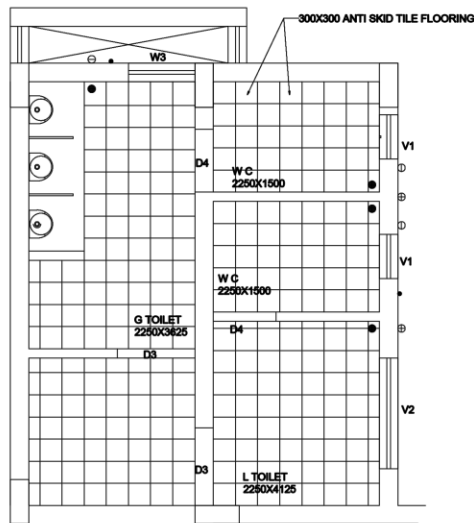 300X300 ANTI SKID TILE FLOORING
W3
V1
D4
W C
2250X1500
V1
W C
2250X1500
G TOILET
2250X3625
D4
D3
V2
D3
L TOILET
2250X4125